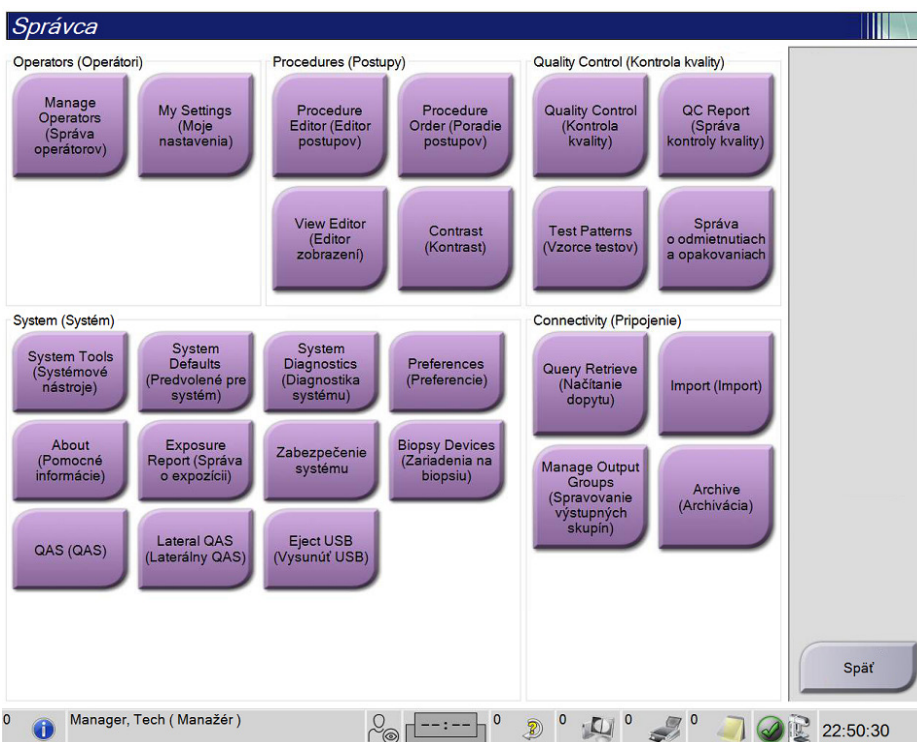 Správca
Operators (Operátori)
Manage
Operators
(Správa
operátorov)
My Settings
(Moje
nastavenia)
Procedures (Postupy)
Procedure
Editor (Editor
postupov)
Procedure
Order (Poradie
postupov)
View Editor
(Editor
zobrazení)
Contrast
(Kontrast)
Quality Control (Kontrola kvality)
Quality Control
(Kontrola
kvality)
QC Report
(Správa
kontroly kvality)
Test Patterns
(Vzorce testov)
Správa
o odmietnutiach
a opakovaniach
System (Systém)
System Tools
(Systémové
nástroje)
System
Defaults
(Predvolené pre
systém)
System
Diagnostics
(Diagnostika
systému)
Preferences
(Preferencie)
About
(Pomocné
informácie)
Exposure
Report (Správa
o expozícii)
Zabezpečenie
systému
Biopsy Devices
(Zariadenia na
biopsiu)
QAS (QAS)
Lateral QAS
(Laterálny QAS)
Eject USB
(Vysunúť USB)
Connectivity (Pripojenie)
Query Retrieve
(Načítanie
dopytu)
Import (Import)
Manage Output
Groups
(Spravovanie
výstupných
skupín)
Archive
(Archivácia)
Späť
0
Manager, Tech ( Manažér )
--:--
0
0
0
0
22:50:30